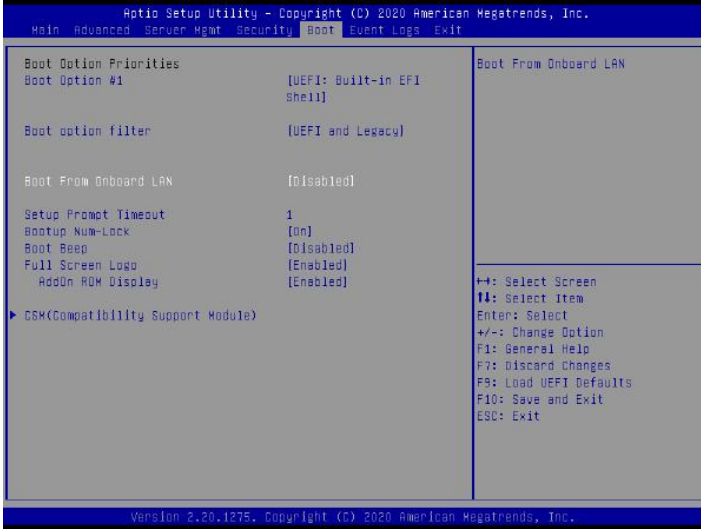 Aptio Setup Utility - Copyright (C) 2020 American Megatrends, Inc.
Main Advanced Server Mgmt Security Boot Event Logs Exit
Boot Option Priorities
Boot Option #1 [UEFI: Built-in EFI
Shell]
Boot option filter [UEFI and Legacy]
Boot From Onboard LAN [Disabled]
Setup Prompt Timeout 1
Bootup Num-Lock [On]
Boot Beep [Disabled]
Full Screen Logo [Enabled]
AddOn ROM Display [Enabled]
CSM(Compatibility Support Module)
Boot From Onboard LAN
↔: Select Screen
↑↓: Select Item
Enter: Select
+/-: Change Option
F1: General Help
F7: Discard Changes
F9: Load UEFI Defaults
F10: Save and Exit
ESC: Exit
Version 2.20.1275. Copyright (C) 2020 American Megatrends, Inc.